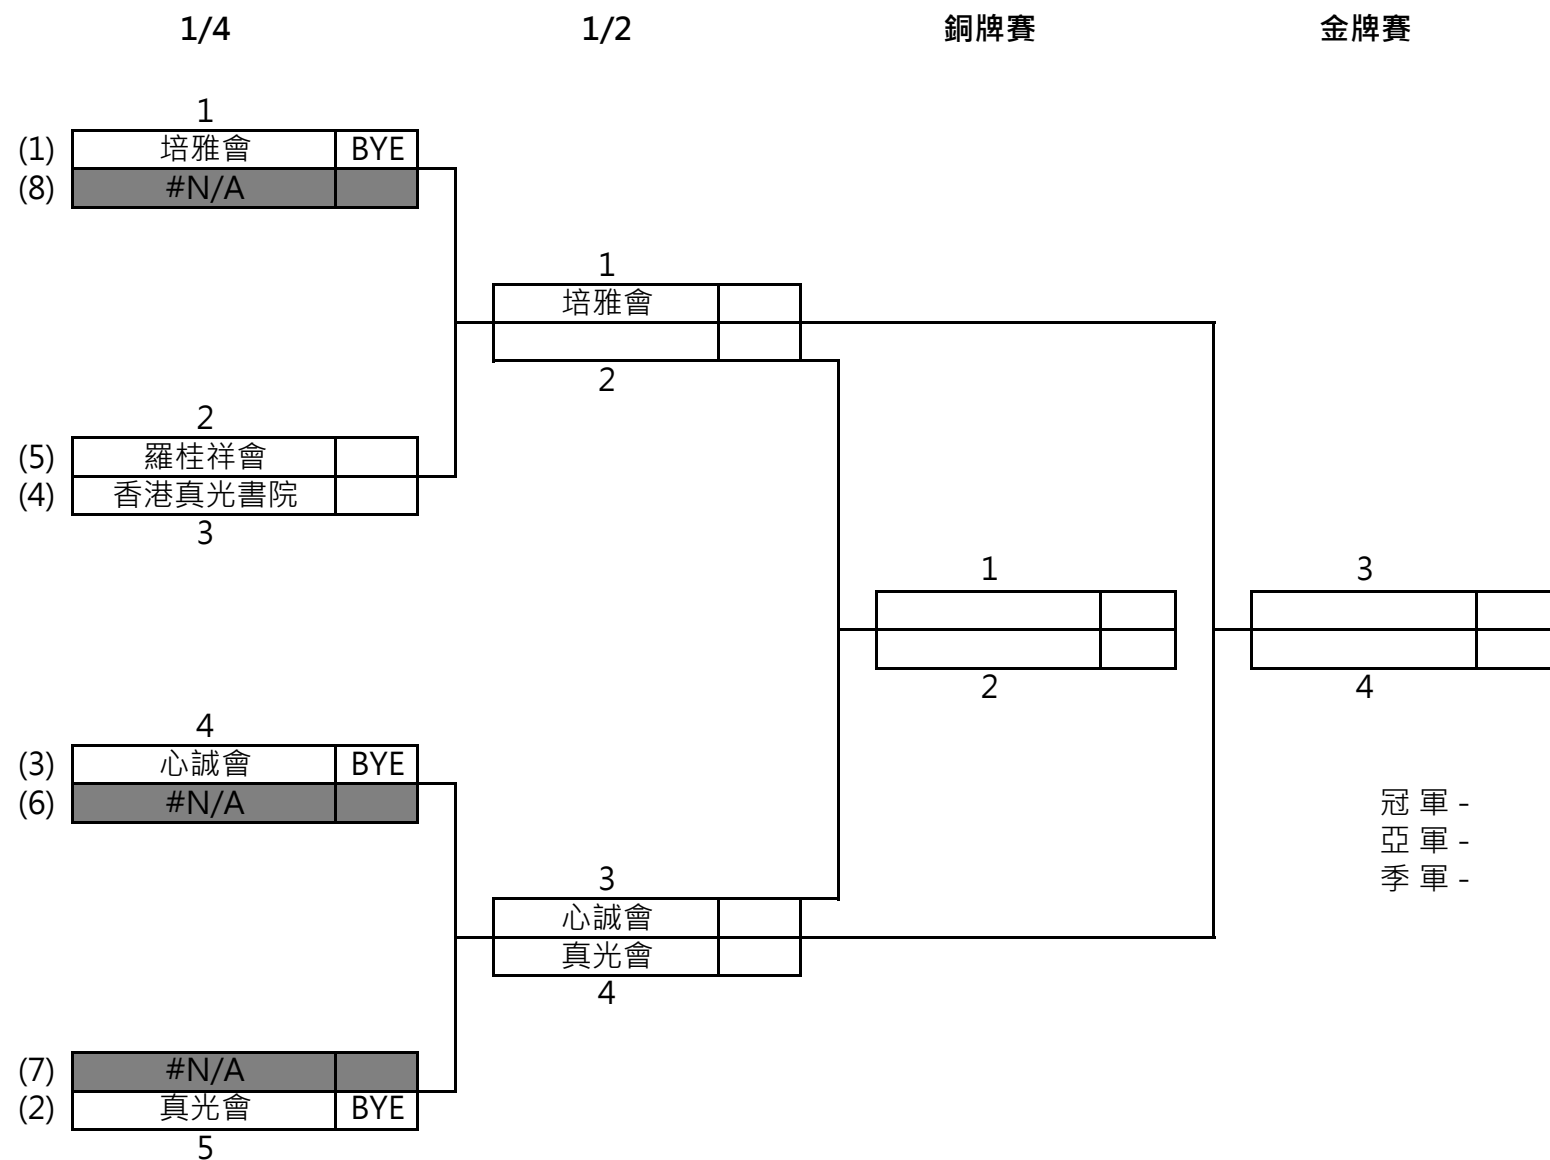 1/4 1/2 銅牌賽 金牌賽
1
(1) 培雅會 BYE
(8) #N/A
1
培雅會
2
2
(5) 羅桂祥會
(4) 香港真光書院
3
1 3
2 4
4
(3) 心誠會 BYE
(6) #N/A
冠 軍 -
亞 軍 -
季 軍 -
3
心誠會
真光會
4
(7) #N/A
(2) 真光會 BYE
5